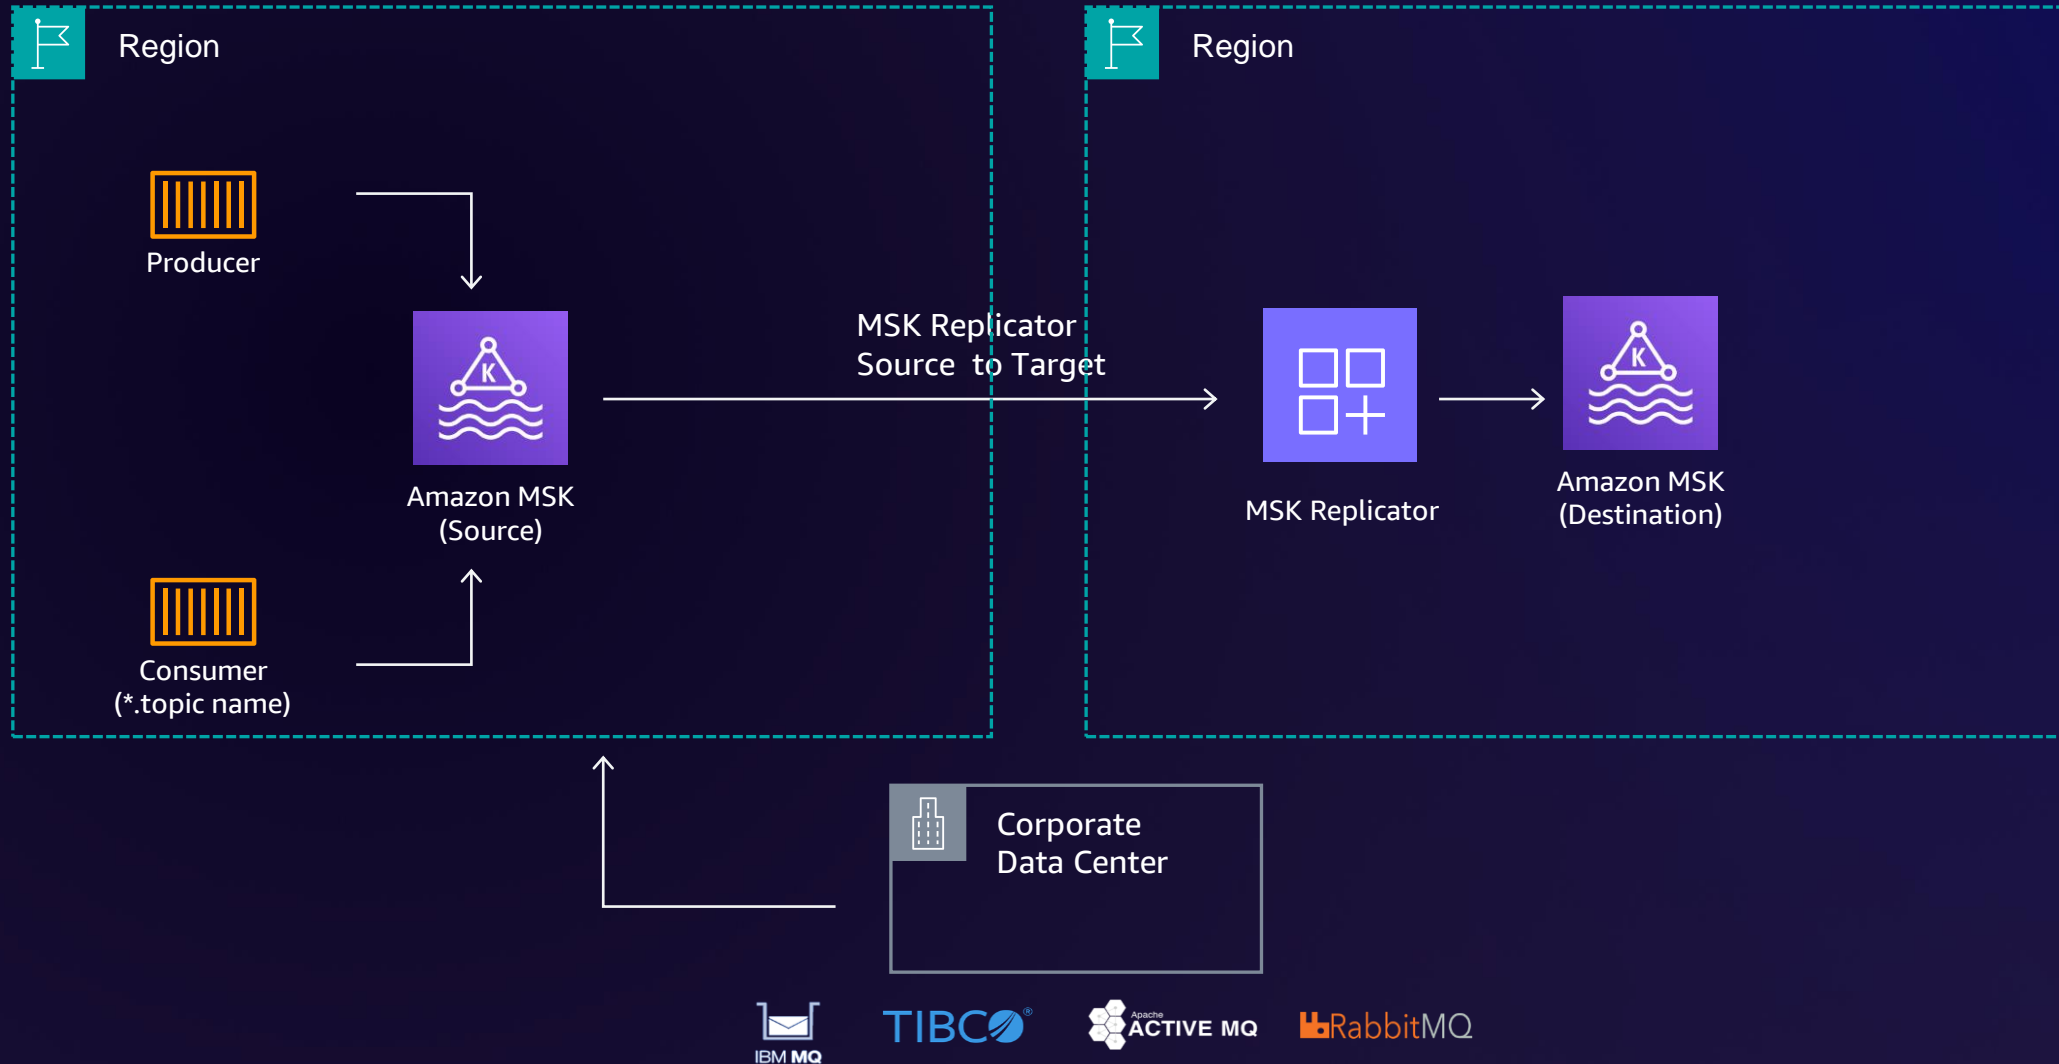 Region
Region
Producer
MSK Replicator
Source to Target
K
K
Amazon MSK
(Source)
MSK Replicator
Amazon MSK
(Destination)
Consumer
(*.topic name)
Corporate
Data Center
IBM MQ
TIBCO®
Apache
ACTIVE MQ
RabbitMQ